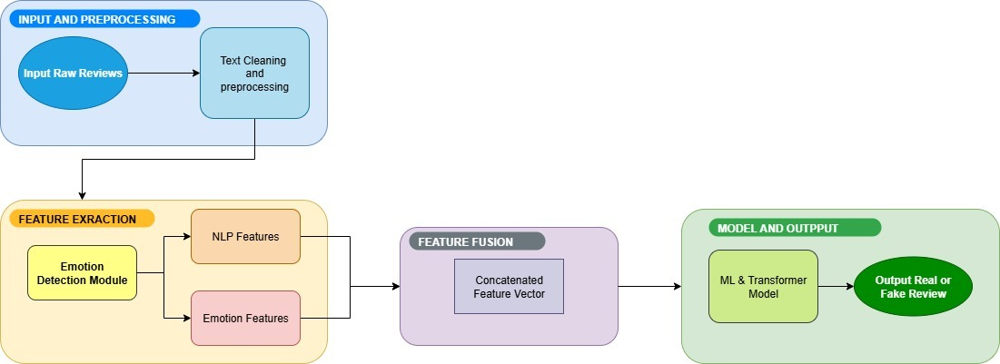 INPUT AND PREPROCESSING
Input Raw Reviews
Text Cleaning
and
preprocessing
FEATURE EXRACTION
Emotion
Detection Module
NLP Features
Emotion Features
FEATURE FUSION
Concatenated
Feature Vector
MODEL AND OUTPPUT
ML & Transformer
Model
Output Real or
Fake Review